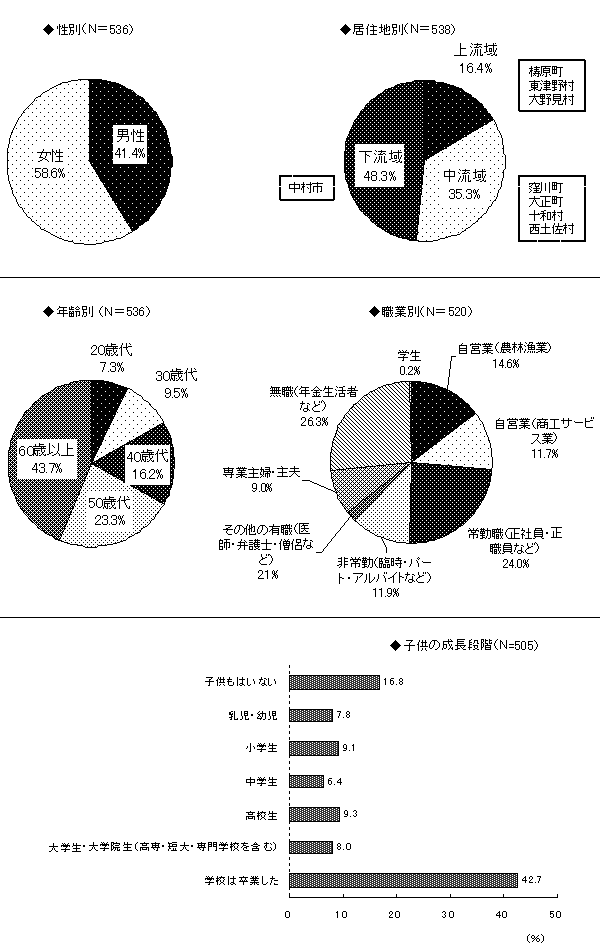 ◆性別(N=536)
女性
58.6%
男性
41.4%
◆居住地別(N=538)
上流域
16.4%
下流域
48.3%
中流域
35.3%
梼原町
東津野村
大野見村
中村市
窪川町
大正町
十和村
西土佐村
◆年齢別(N=536)
20歳代
7.3%
30歳代
9.5%
40歳代
16.2%
50歳代
23.3%
60歳以上
43.7%
◆職業別(N=520)
学生
0.2%
自営業(農林漁業)
14.6%
自営業(商工サービ
ス業)
11.7%
常勤職(正社員・正
職員など)
24.0%
非常勤(臨時・パー
ト・アルバイトなど)
11.9%
その他の有職(医
師・弁護士・僧侶な
ど)
21%
専業主婦・主夫
9.0%
無職(年金生活者
など)
26.3%
◆子供の成長段階(N=505)
子供もはいない 16.8
乳児・幼児 7.8
小学生 9.1
中学生 6.4
高校生 9.3
大学生・大学院生(高専・短大・専門学校を含む) 8.0
学校は卒業した 42.7
0 10 20 30 40 50
(%)